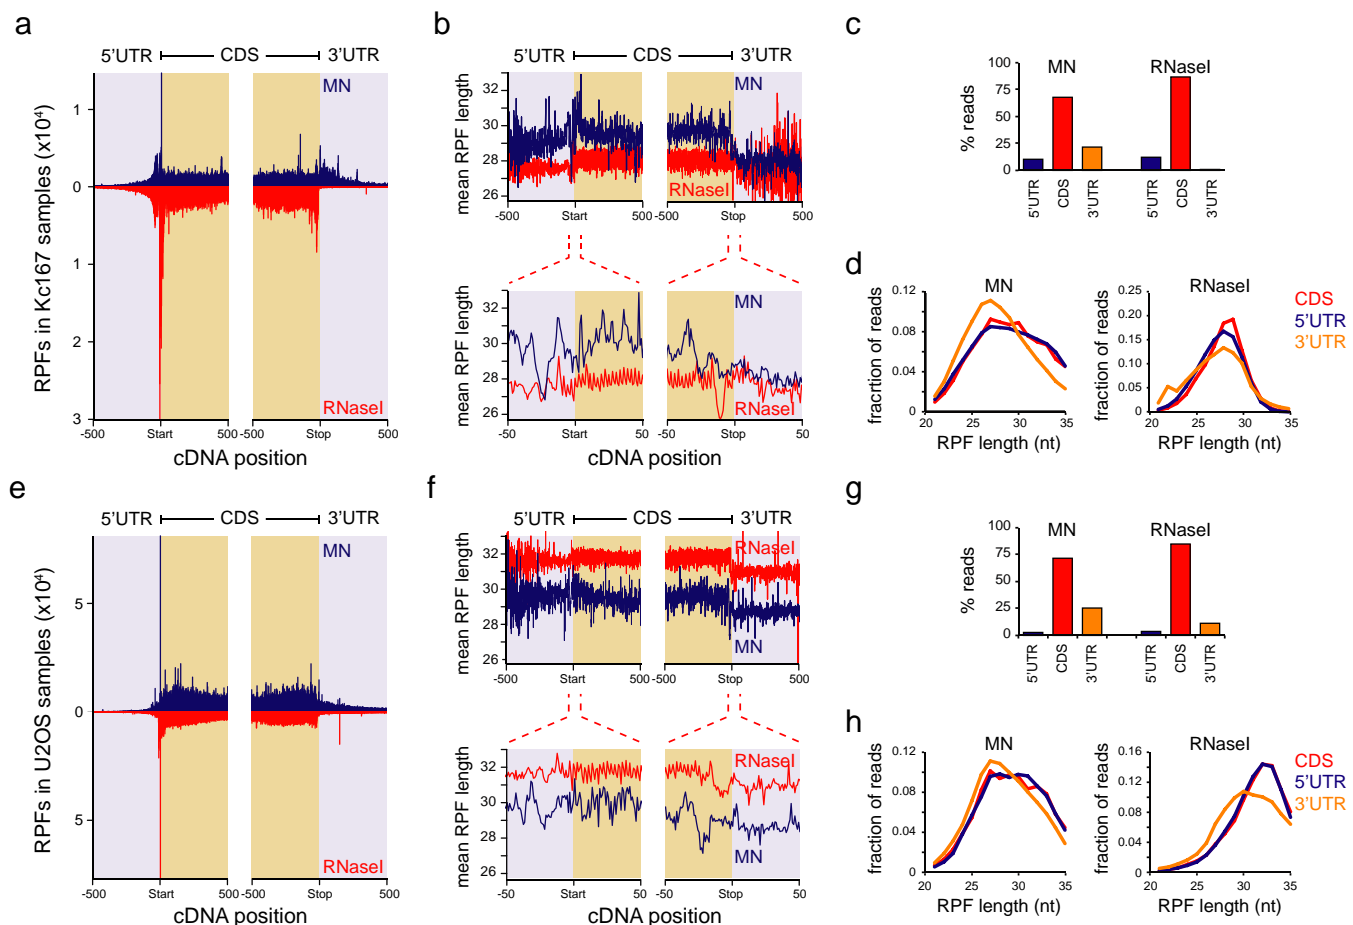 a
5'UTR
CDS
3'UTR
MN
RNaseI
RPFs in Kc167 samples (x10⁴)
1
0
1
2
3
-500
Start
500
-500
Stop
500
cDNA position
b
5'UTR
CDS
3'UTR
mean RPF length
32
30
28
26
MN
RNaseI
-500
Start
500
-500
Stop
500
mean RPF length
32
30
28
26
MN
RNaseI
-50
Start
50
-50
Stop
50
cDNA position
c
% reads
100
75
50
25
0
MN
RNaseI
5'UTR
CDS
3'UTR
5'UTR
CDS
3'UTR
d
MN
fraction of reads
0.12
0.08
0.04
0
20
25
30
35
RPF length (nt)
RNaseI
fraction of reads
0.25
0.20
0.15
0.10
0.05
0
20
25
30
35
RPF length (nt)
CDS
5'UTR
3'UTR
e
5'UTR
CDS
3'UTR
MN
RNaseI
RPFs in U2OS samples (x10⁴)
5
0
5
-500
Start
500
-500
Stop
500
cDNA position
f
5'UTR
CDS
3'UTR
mean RPF length
32
30
28
26
RNaseI
MN
-500
Start
500
-500
Stop
500
mean RPF length
32
30
28
26
RNaseI
MN
-50
Start
50
-50
Stop
50
cDNA position
g
% reads
100
75
50
25
0
MN
RNaseI
5'UTR
CDS
3'UTR
5'UTR
CDS
3'UTR
h
MN
fraction of reads
0.12
0.08
0.04
0
20
25
30
35
RPF length (nt)
RNaseI
fraction of reads
0.16
0.12
0.08
0.04
0
20
25
30
35
RPF length (nt)
CDS
5'UTR
3'UTR